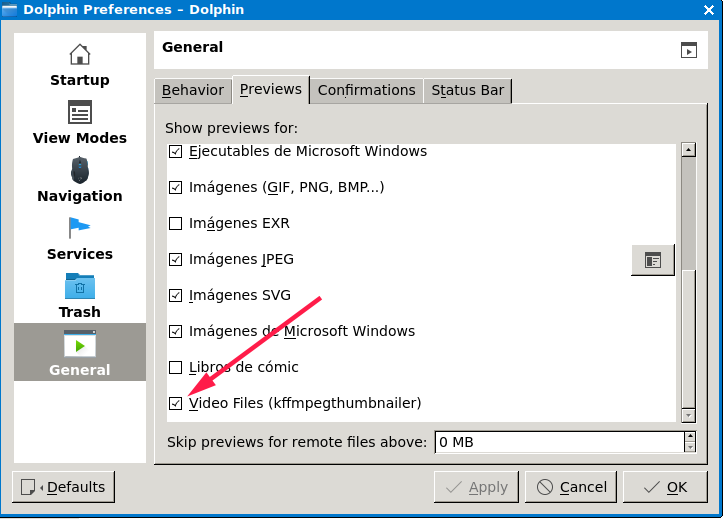 Dolphin Preferences – Dolphin
Startup
View Modes
Navigation
Services
Trash
General
General
Behavior
Previews
Confirmations
Status Bar
Show previews for:
Ejecutables de Microsoft Windows
Imágenes (GIF, PNG, BMP...)
Imágenes EXR
Imágenes JPEG
Imágenes SVG
Imágenes de Microsoft Windows
Libros de cómic
Video Files (kffmpegthumbnailer)
Skip previews for remote files above: 0 MB
Defaults
Apply
Cancel
OK